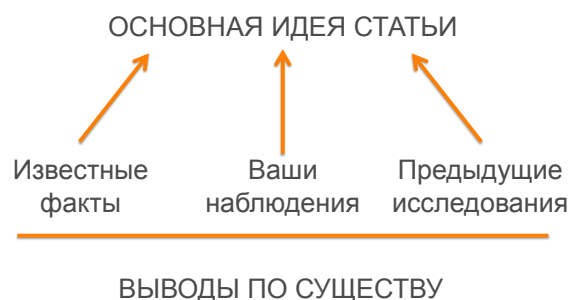 ОСНОВНАЯ ИДЕЯ СТАТЬИ
Известные факты
Ваши наблюдения
Предыдущие исследования
ВЫВОДЫ ПО СУЩЕСТВУ